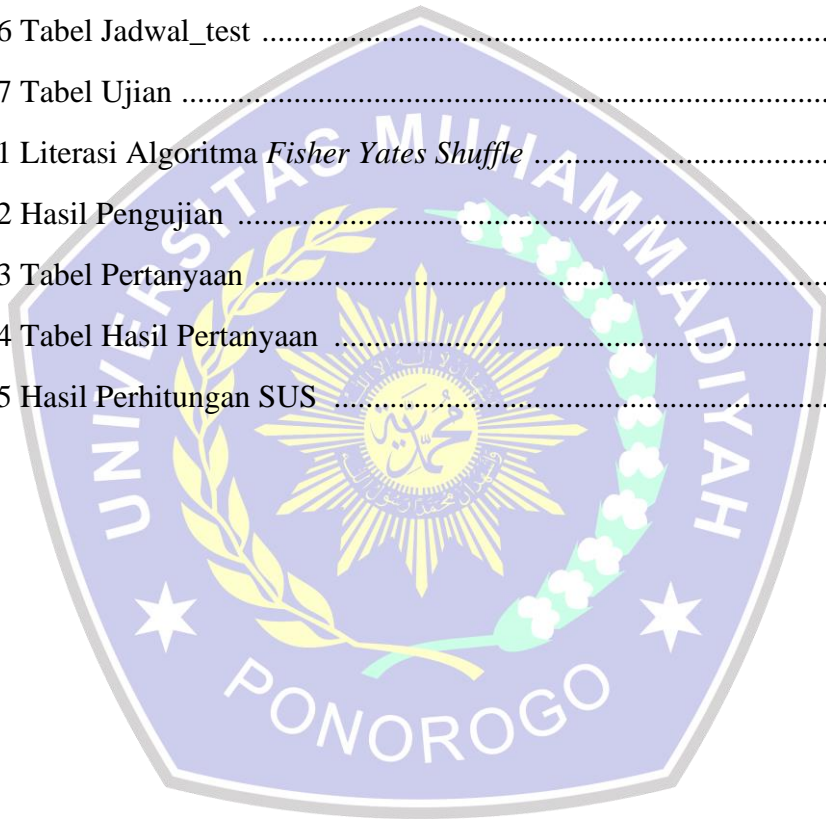 6 Tabel Jadwal_test ........................................................................
7 Tabel Ujian ..................................................................................
1 Literasi Algoritma Fisher Yates Shuffle .....................................
2 Hasil Pengujian ...........................................................................
3 Tabel Pertanyaan .........................................................................
4 Tabel Hasil Pertanyaan ...............................................................
5 Hasil Perhitungan SUS ...............................................................
UNIVERSITAS MUHAMMADIYAH
PONOROGO